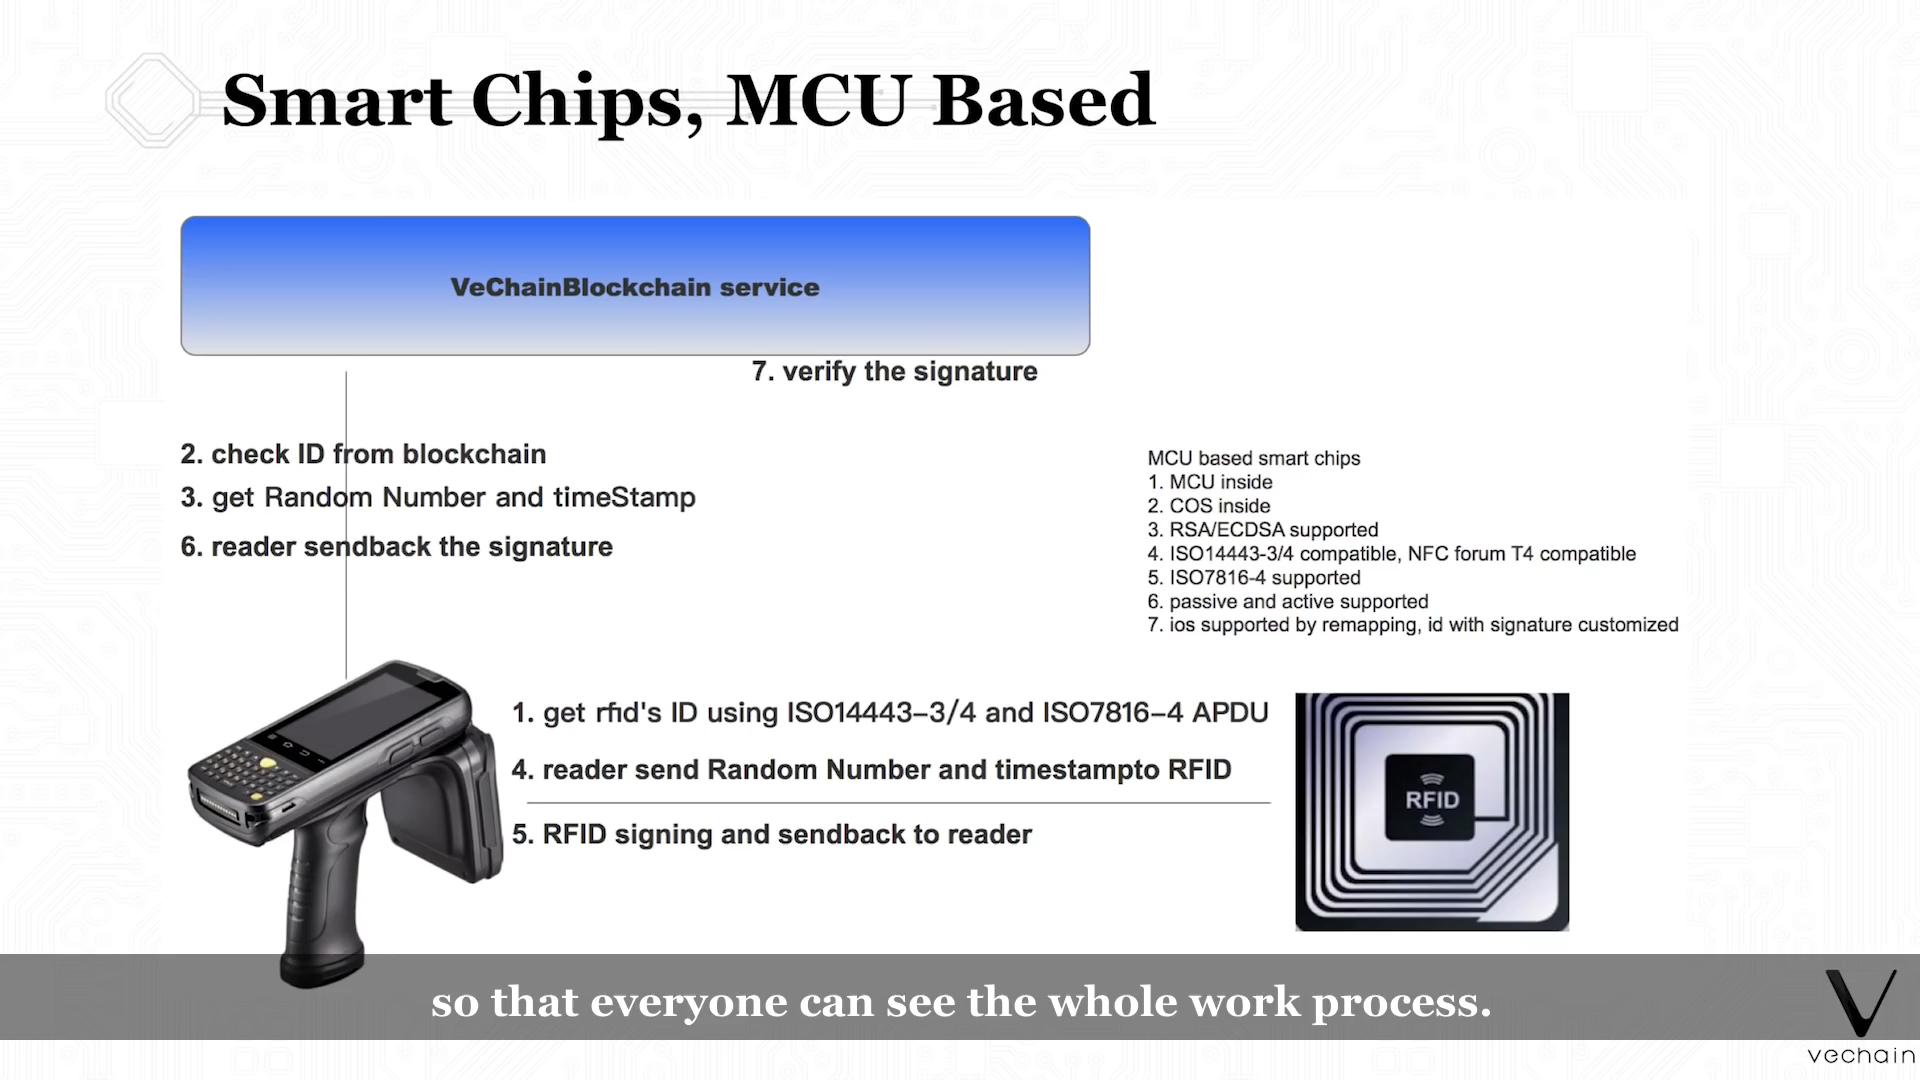 Smart Chips, MCU Based
VeChainBlockchain service
7. verify the signature
2. check ID from blockchain
3. get Random Number and timeStamp
6. reader sendback the signature
MCU based smart chips
1. MCU inside
2. COS inside
3. RSA/ECDSA supported
4. ISO14443-3/4 compatible, NFC forum T4 compatible
5. ISO7816-4 supported
6. passive and active supported
7. ios supported by remapping, id with signature customized
1. get rfid's ID using ISO14443-3/4 and ISO7816-4 APDU
4. reader send Random Number and timestampto RFID
5. RFID signing and sendback to reader
RFID
so that everyone can see the whole work process.
vechain